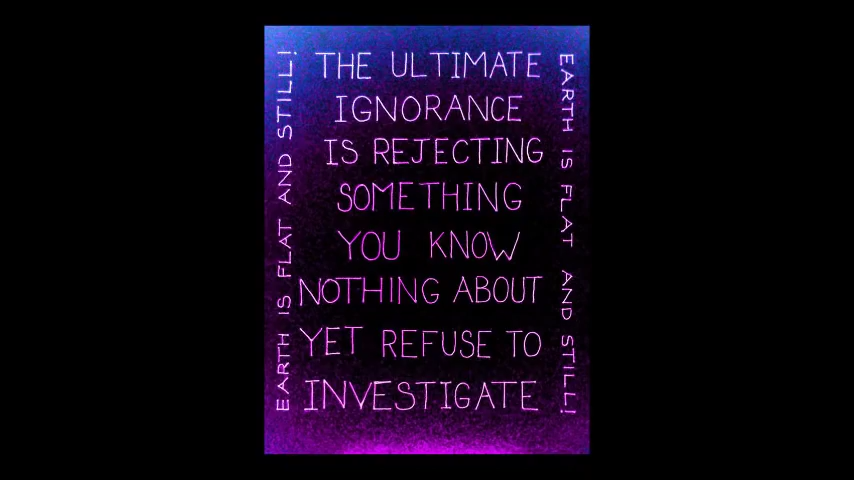 EARTH IS FLAT AND STILL!
THE ULTIMATE
IGNORANCE
IS REJECTING
SOMETHING
YOU KNOW
NOTHING ABOUT
YET REFUSE TO
INVESTIGATE
EARTH IS FLAT AND STILL!